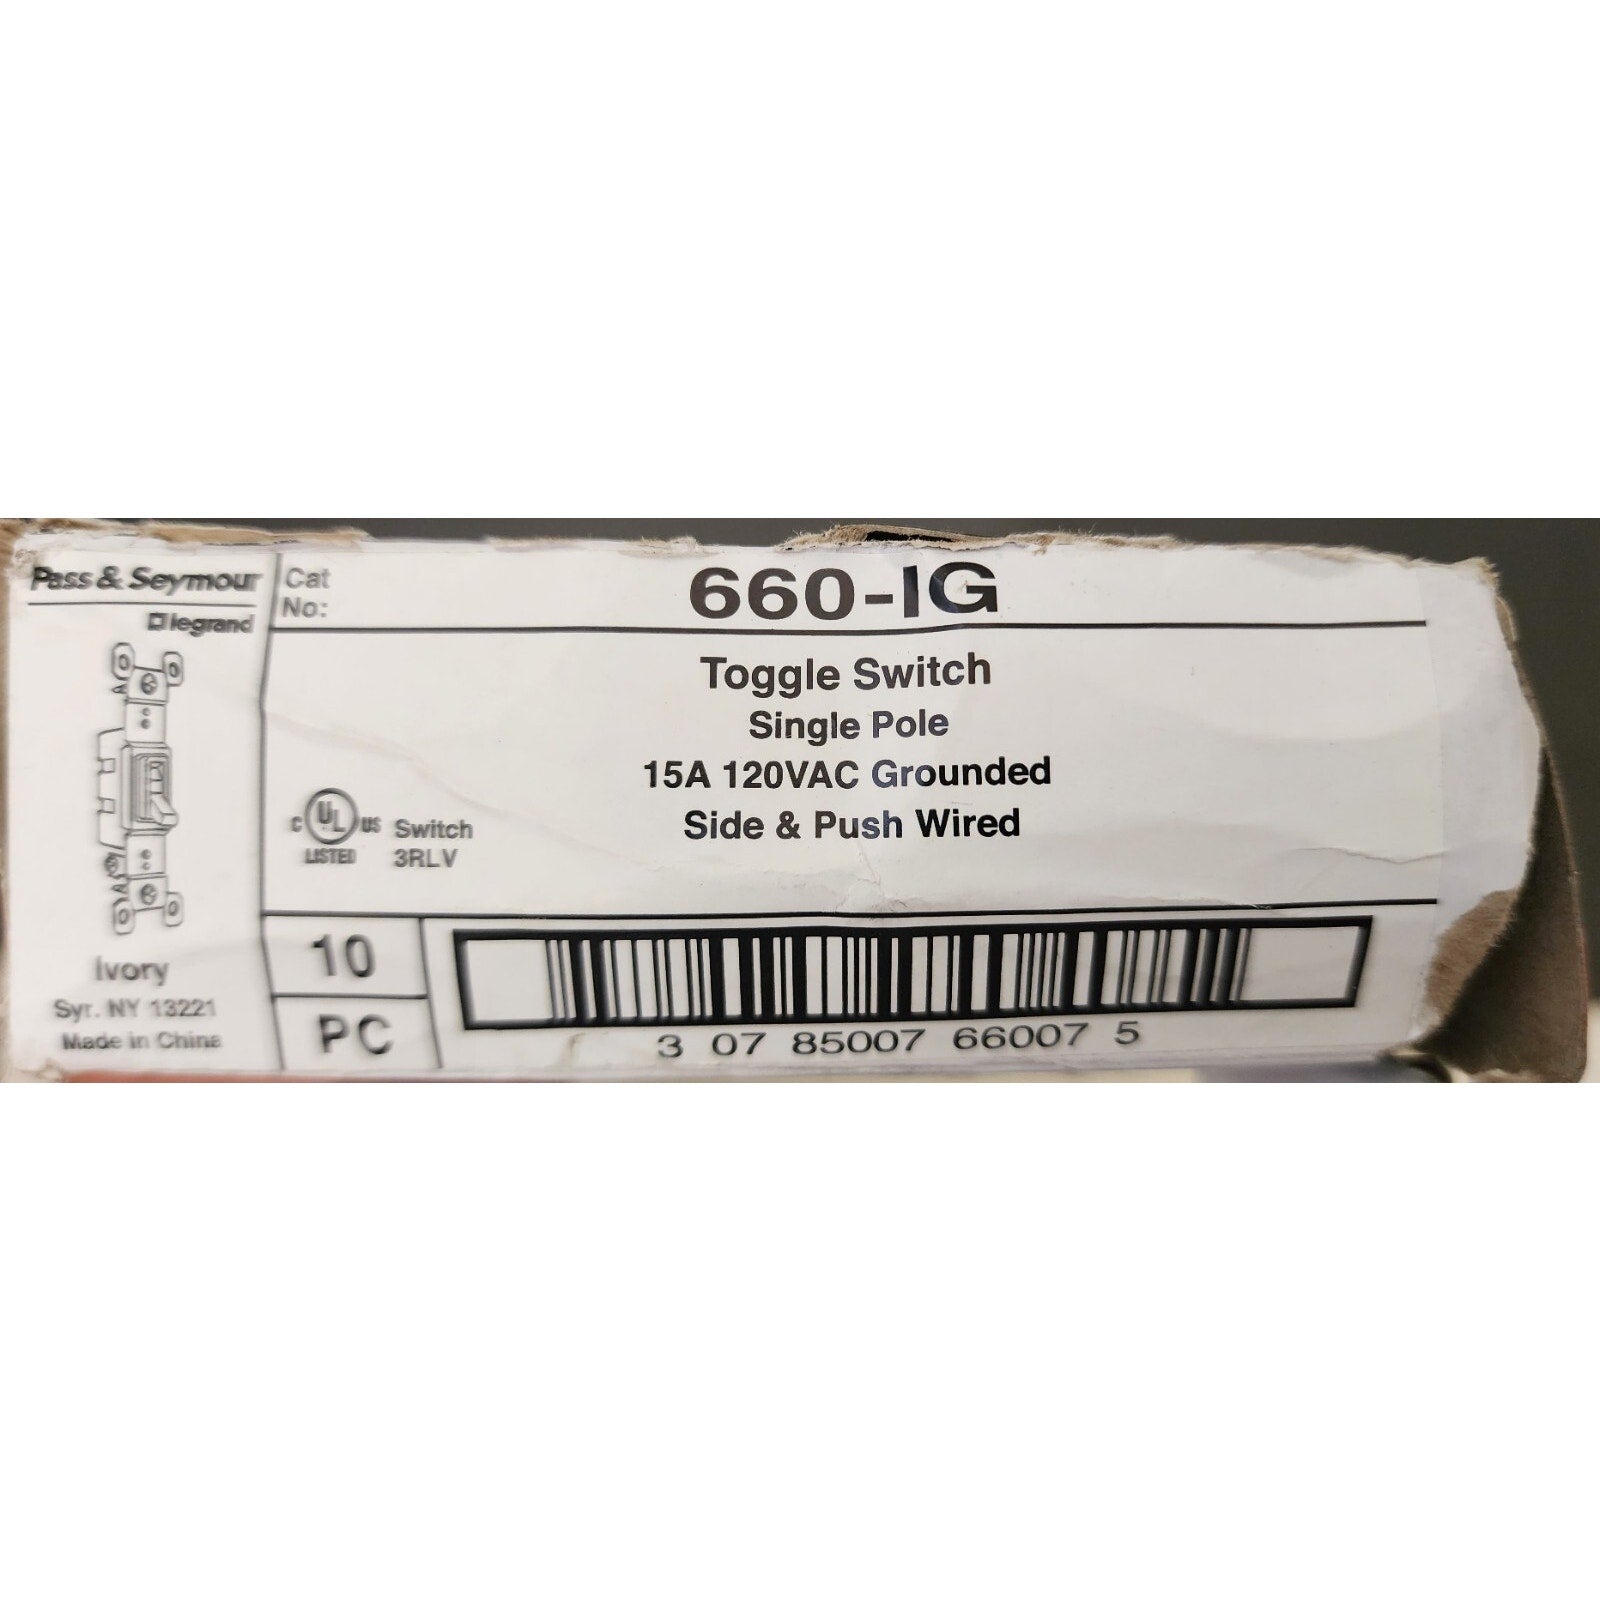 Pass & Seymour
legrand
Cat
No:
660-IG
Toggle Switch
Single Pole
15A 120VAC Grounded
Side & Push Wired
C UL US
LISTED
Switch
3RLV
Ivory
Syr. NY 13221
Made in China
10
PC
3 07 85007 66007 5